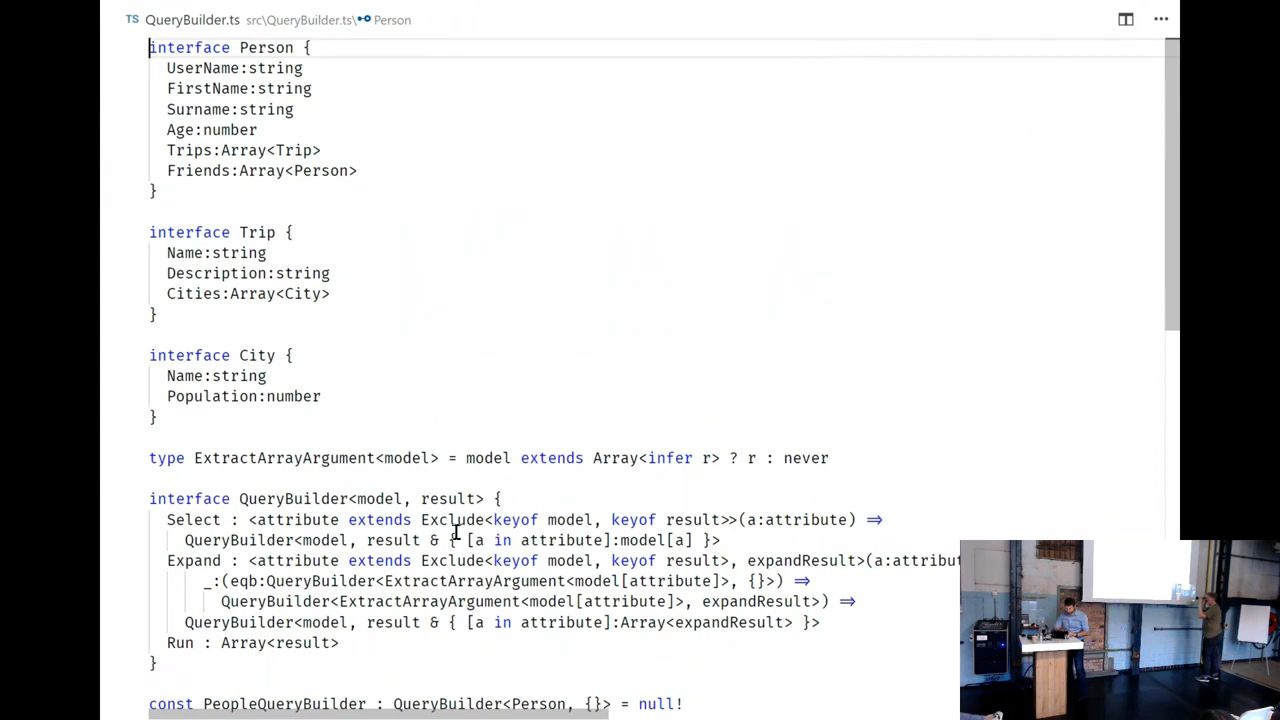 TS QueryBuilder.ts src\QueryBuilder.ts\ Person
interface Person {
UserName:string
FirstName:string
Surname:string
Age:number
Trips:Array<Trip>
Friends:Array<Person>
}
interface Trip {
Name:string
Description:string
Cities:Array<City>
}
interface City {
Name:string
Population:number
}
type ExtractArrayArgument<model> = model extends Array<infer r> ? r : never
interface QueryBuilder<model, result> {
Select : <attribute extends Exclude<keyof model, keyof result>>(a:attribute) ⇒
QueryBuilder<model, result & { [a in attribute]:model[a] }>
Expand : <attribute extends Exclude<keyof model, keyof result>, expandResult>(a:attribut
_:(eqb:QueryBuilder<ExtractArrayArgument<model[attribute]>, {}>) ⇒
QueryBuilder<ExtractArrayArgument<model[attribute]>, expandResult>) ⇒
QueryBuilder<model, result & { [a in attribute]:Array<expandResult> }>
Run : Array<result>
}
const PeopleQueryBuilder : QueryBuilder<Person, {}> = null!